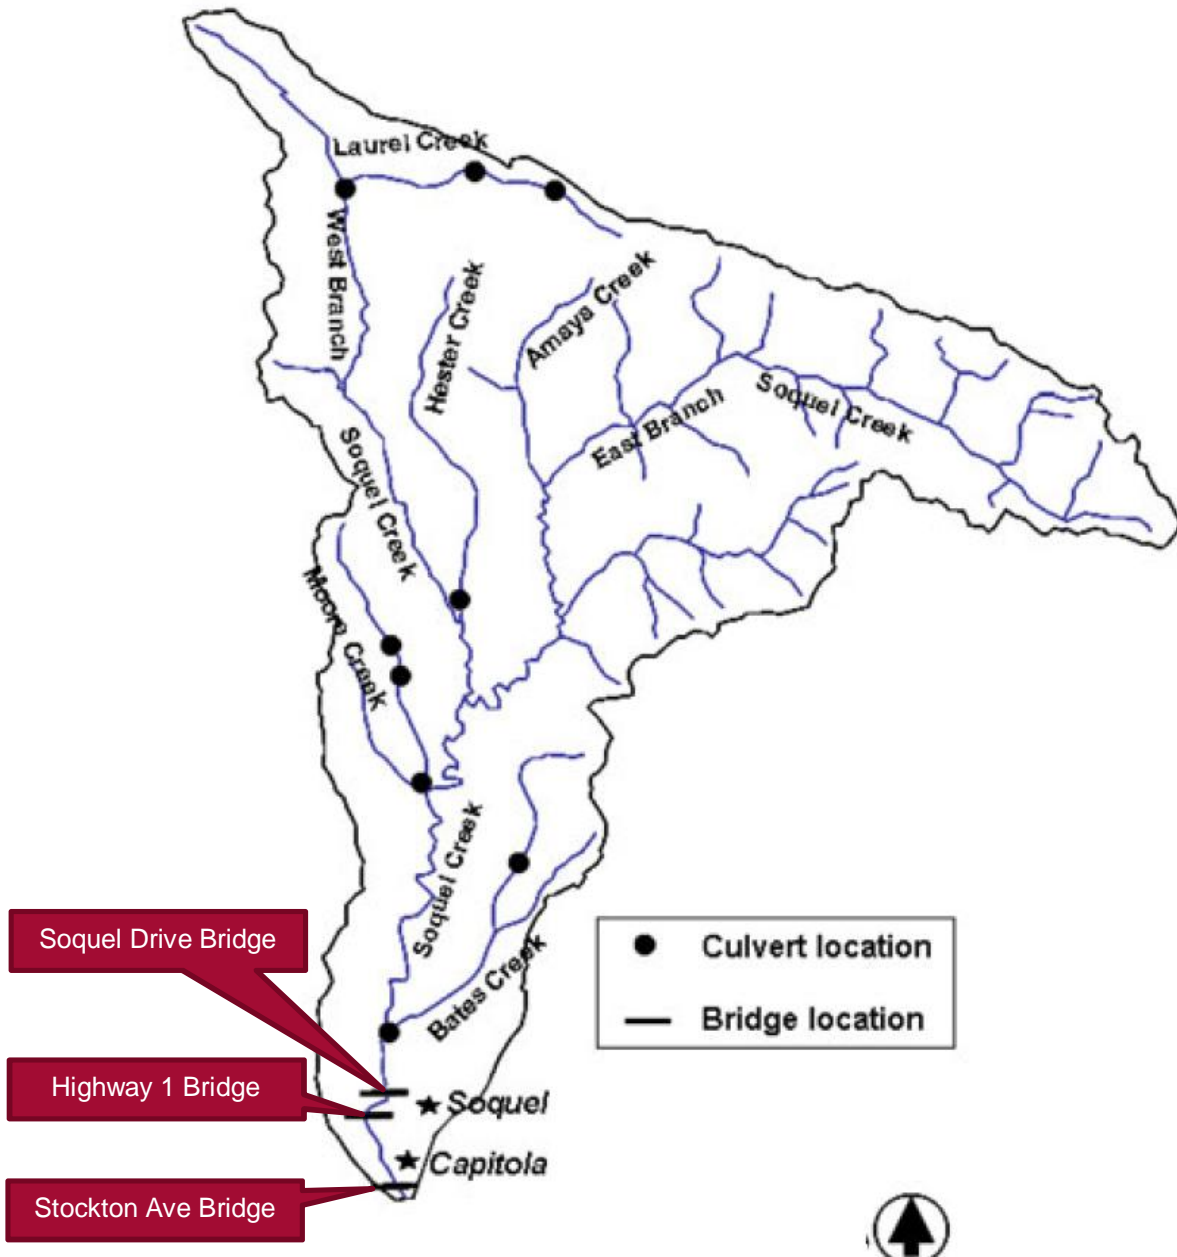 Laurel Creek
West Branch
Hester Creek
Amaya Creek
East Branch
Soquel Creek
Soquel Creek
Moore Creek
Soquel Creek
Bates Creek
Soquel Drive Bridge
Highway 1 Bridge
Stockton Ave Bridge
Soquel
Capitola
Culvert location
Bridge location